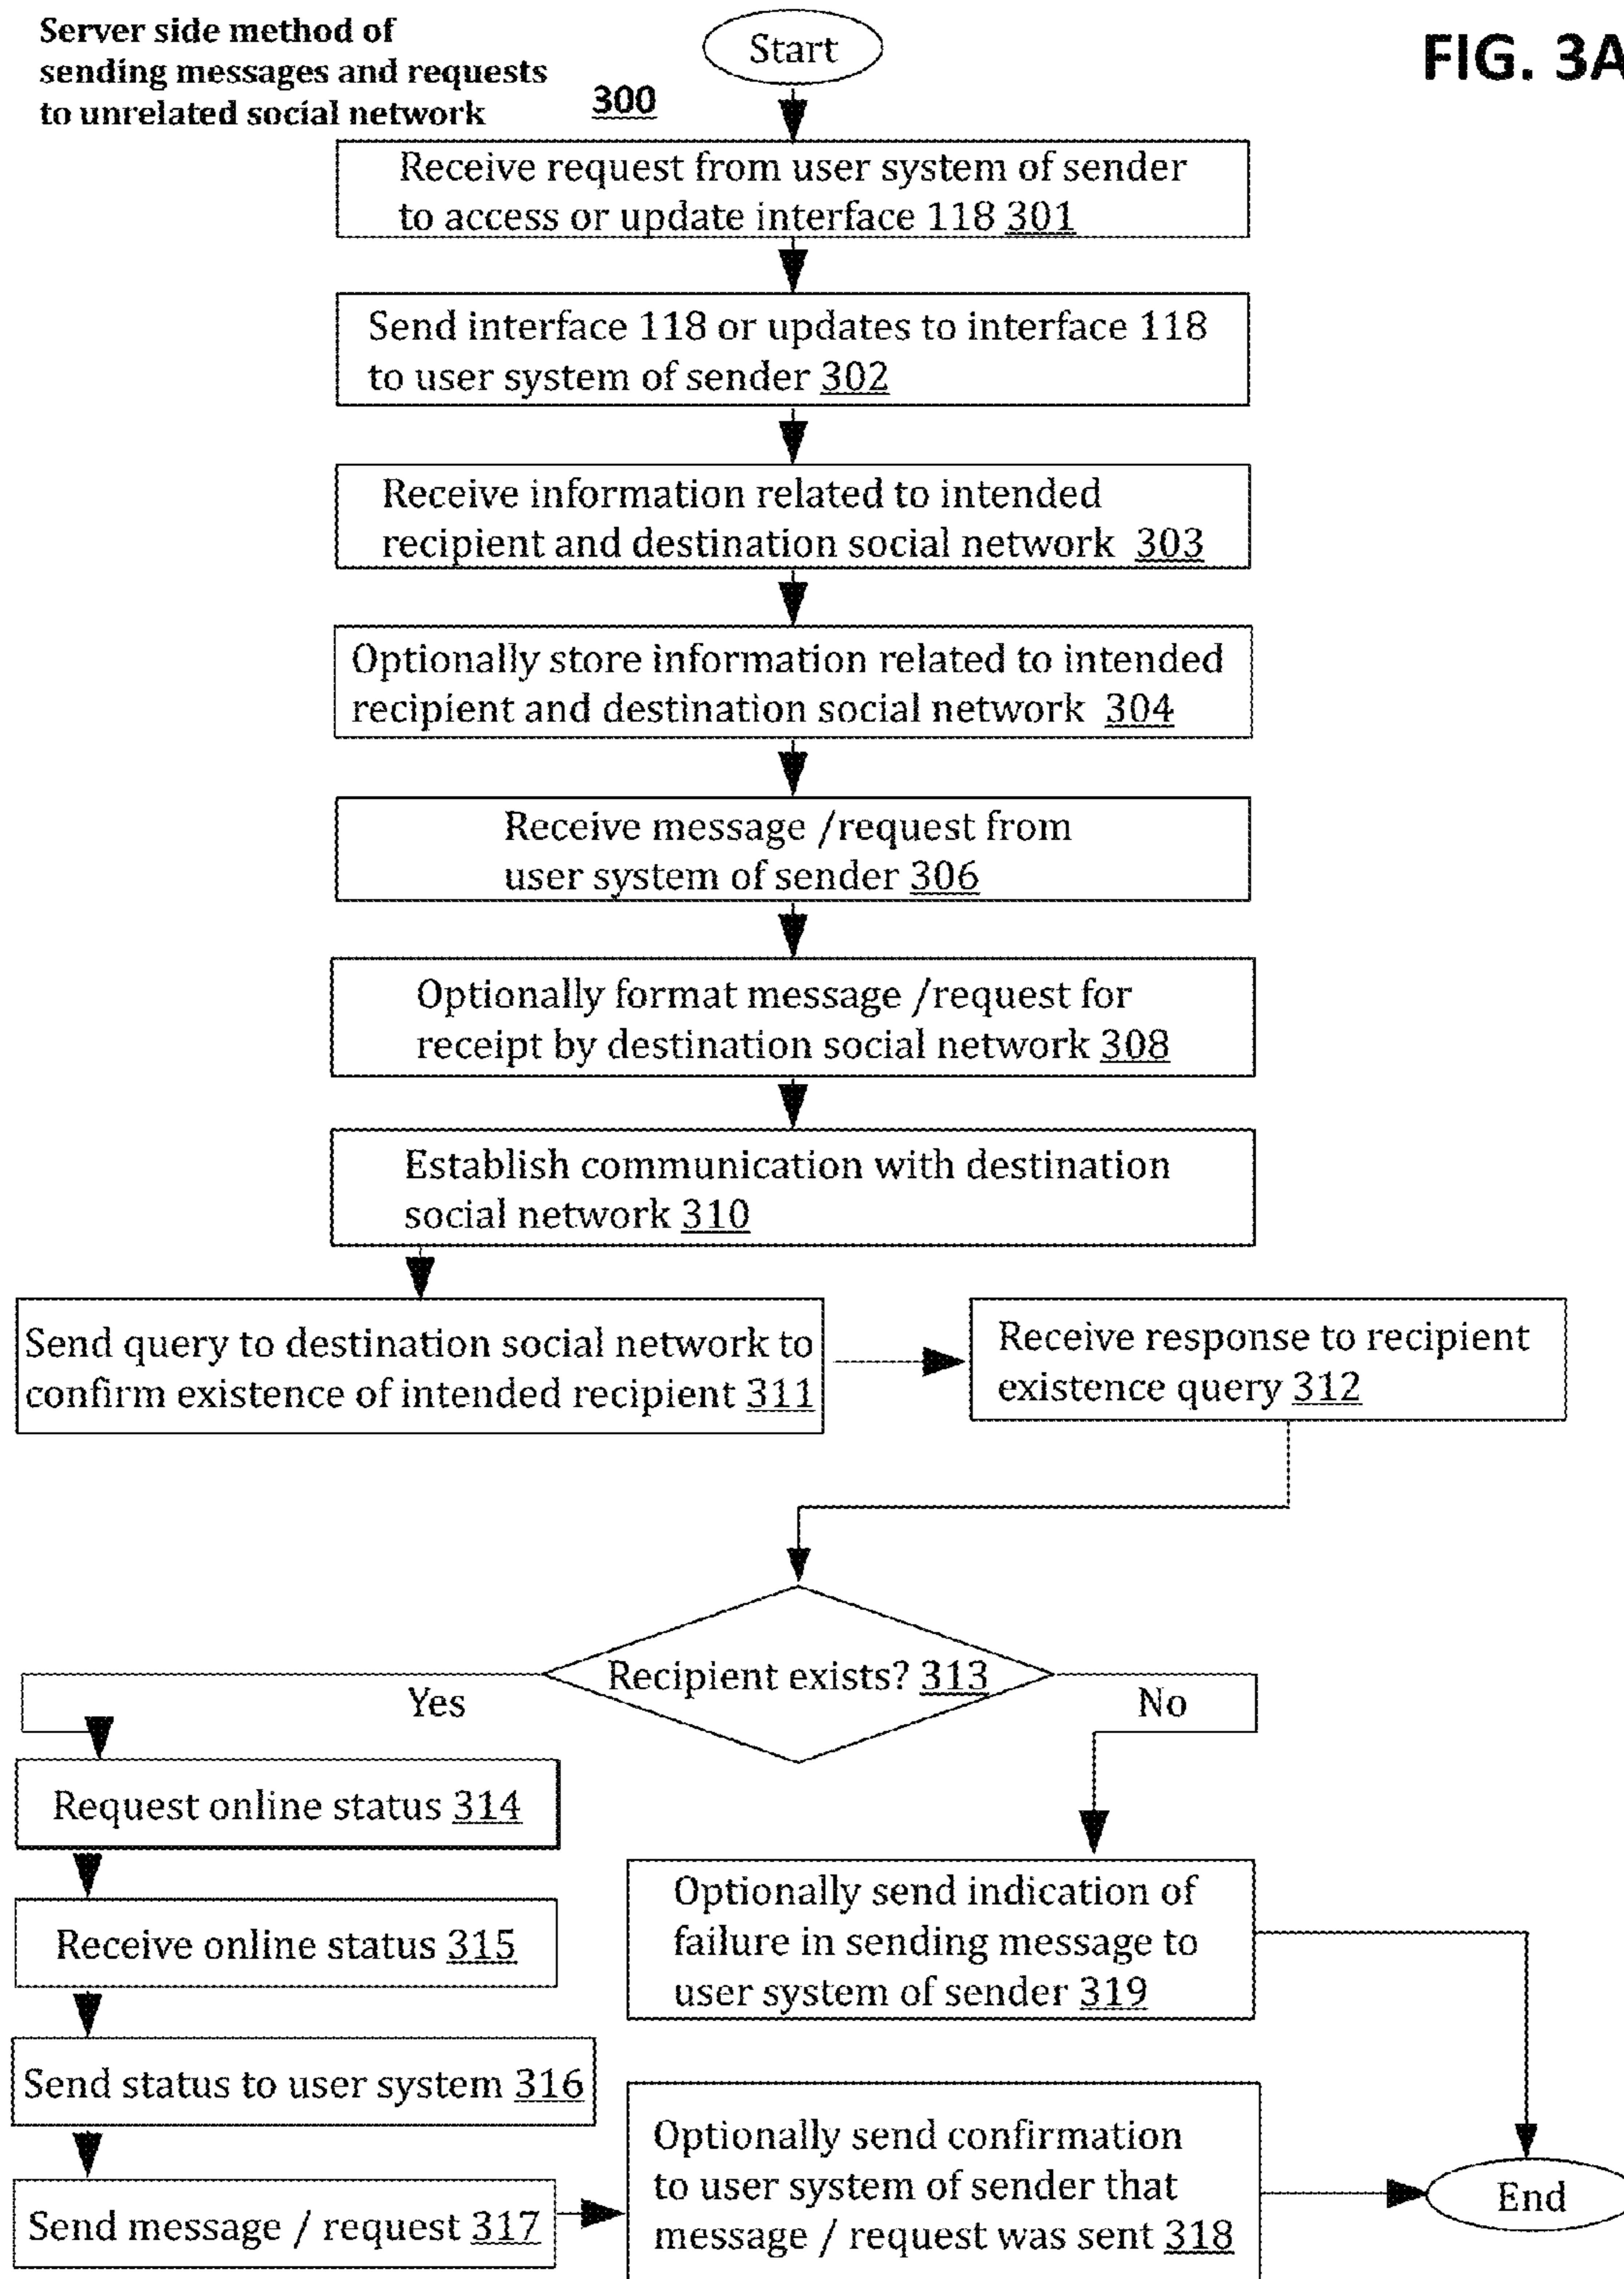 Server side method of
sending messages and requests
to unrelated social network
300
Start
FIG. 3A
Receive request from user system of sender
to access or update interface 118 301
Send interface 118 or updates to interface 118
to user system of sender 302
Receive information related to intended
recipient and destination social network 303
Optionally store information related to intended
recipient and destination social network 304
Receive message /request from
user system of sender 306
Optionally format message /request for
receipt by destination social network 308
Establish communication with destination
social network 310
Send query to destination social network to
confirm existence of intended recipient 311
Receive response to recipient
existence query 312
Recipient exists? 313
Yes
No
Request online status 314
Receive online status 315
Send status to user system 316
Send message / request 317
Optionally send indication of
failure in sending message to
user system of sender 319
Optionally send confirmation
to user system of sender that
message / request was sent 318
End